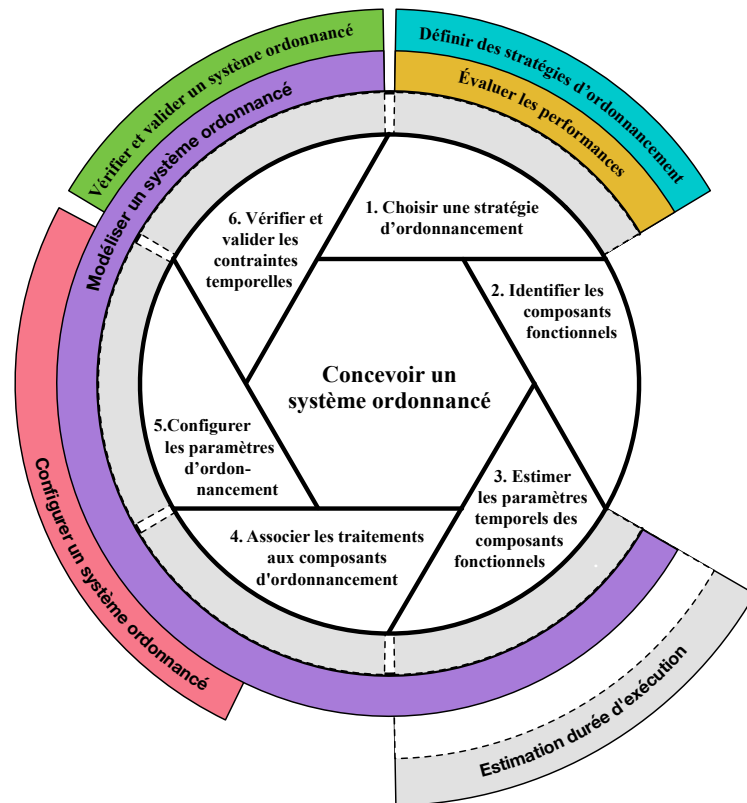 Vérifier et valider un système ordonnancé
Modéliser un système ordonnancé
Définir des stratégies d'ordonnancement
Évaluer les performances
1. Choisir une stratégie
d'ordonnancement
2. Identifier les
composants
fonctionnels
3. Estimer
les paramètres
temporels des
composants
fonctionnels
4. Associer les traitements
aux composants
d'ordonnancement
5.Configurer
les paramètres
d'ordon-
nancement
6. Vérifier et
valider les
contraintes
temporelles
Concevoir un
système ordonnancé
Configurer un système ordonnancé
Estimation durée d'exécution